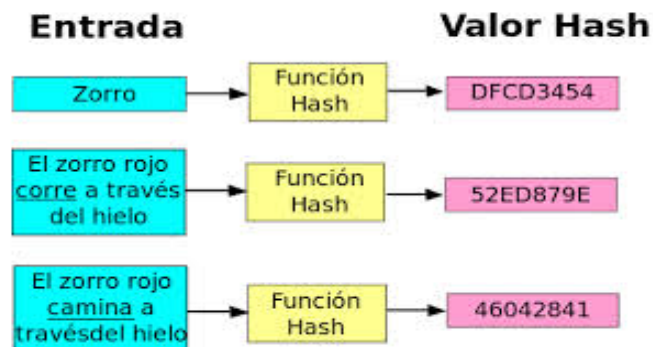 Entrada Valor Hash
Zorro Función Hash DFCD3454
El zorro rojo
corre a través
del hielo
Función
Hash
52ED879E
El zorro rojo
camina a
travésdel hielo
Función
Hash
46042841